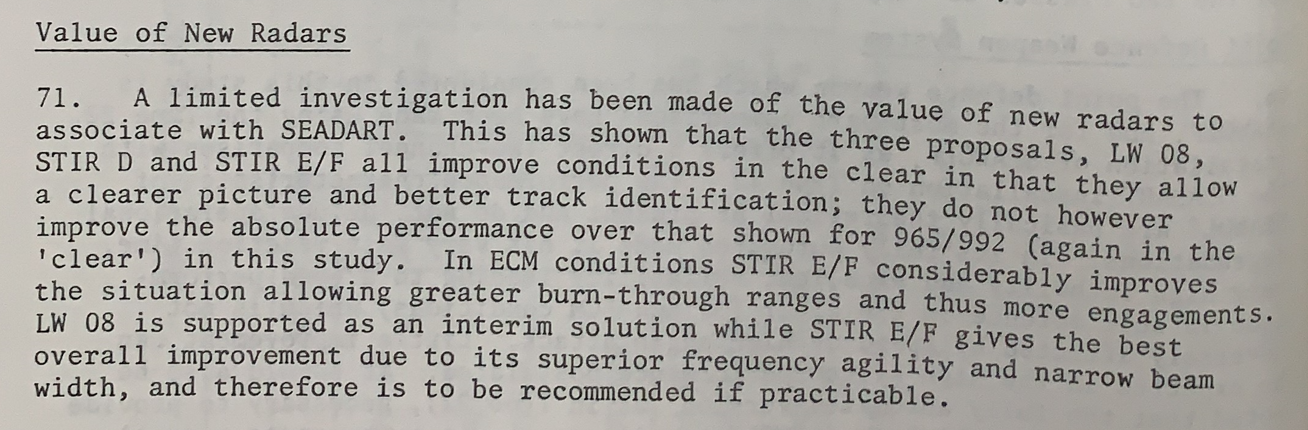 Value of New Radars
71. A limited investigation has been made of the value of new radars to
associate with SEADART. This has shown that the three proposals, LW 08,
STIR D and STIR E/F all improve conditions in the clear in that they allow
a clearer picture and better track identification; they do not however
improve the absolute performance over that shown for 965/992 (again in the
'clear') in this study. In ECM conditions STIR E/F considerably improves
the situation allowing greater burn-through ranges and thus more engagements.
LW 08 is supported as an interim solution while STIR E/F gives the best
overall improvement due to its superior frequency agility and narrow beam
width, and therefore is to be recommended if practicable.